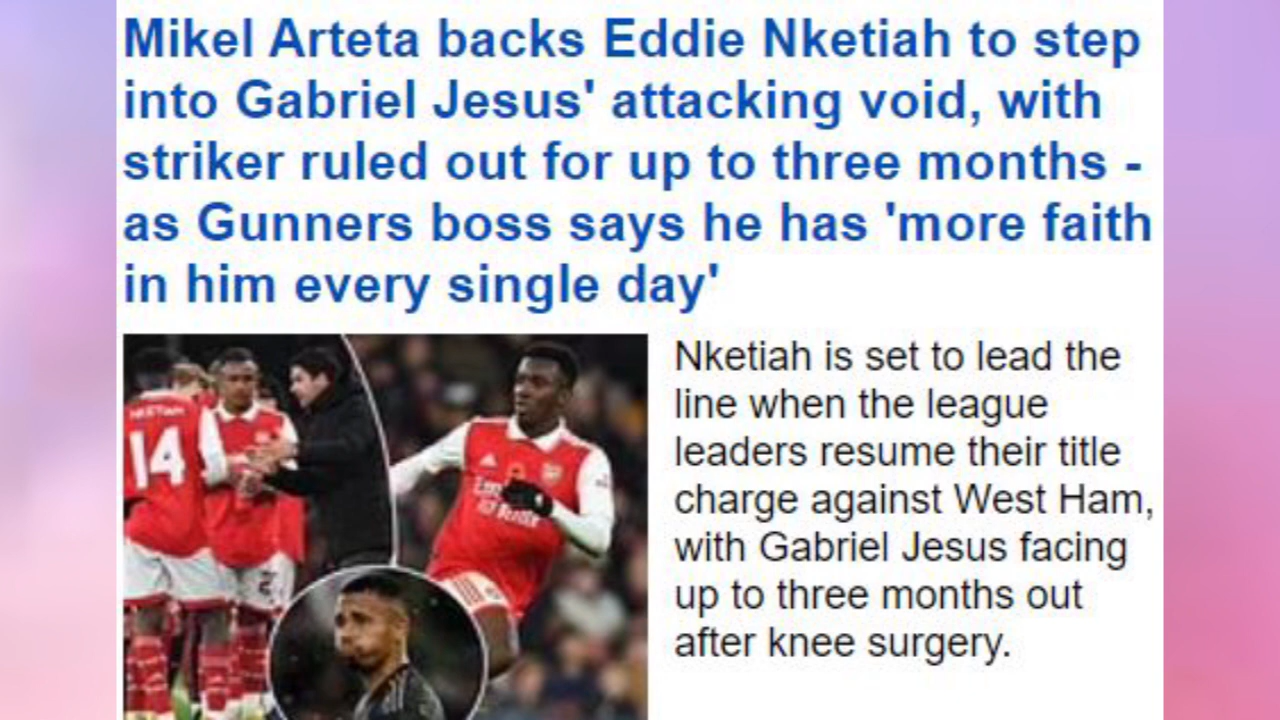 Mikel Arteta backs Eddie Nketiah to step
into Gabriel Jesus' attacking void, with
striker ruled out for up to three months -
as Gunners boss says he has 'more faith
in him every single day'
Nketiah is set to lead the
line when the league
leaders resume their title
charge against West Ham,
with Gabriel Jesus facing
up to three months out
after knee surgery.
NKETIAH
14